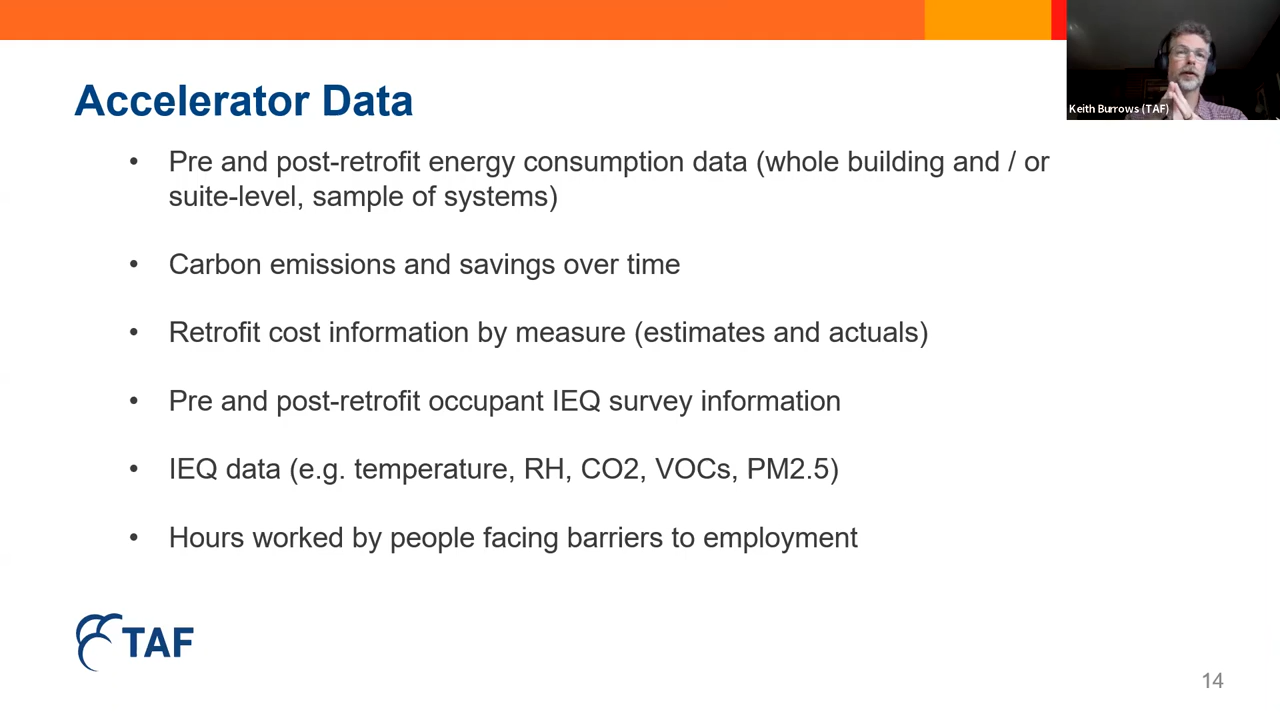 Keith Burrows (TAF)
Accelerator Data
• Pre and post-retrofit energy consumption data (whole building and / or
suite-level, sample of systems)
• Carbon emissions and savings over time
• Retrofit cost information by measure (estimates and actuals)
• Pre and post-retrofit occupant IEQ survey information
• IEQ data (e.g. temperature, RH, CO2, VOCs, PM2.5)
• Hours worked by people facing barriers to employment
TAF
14